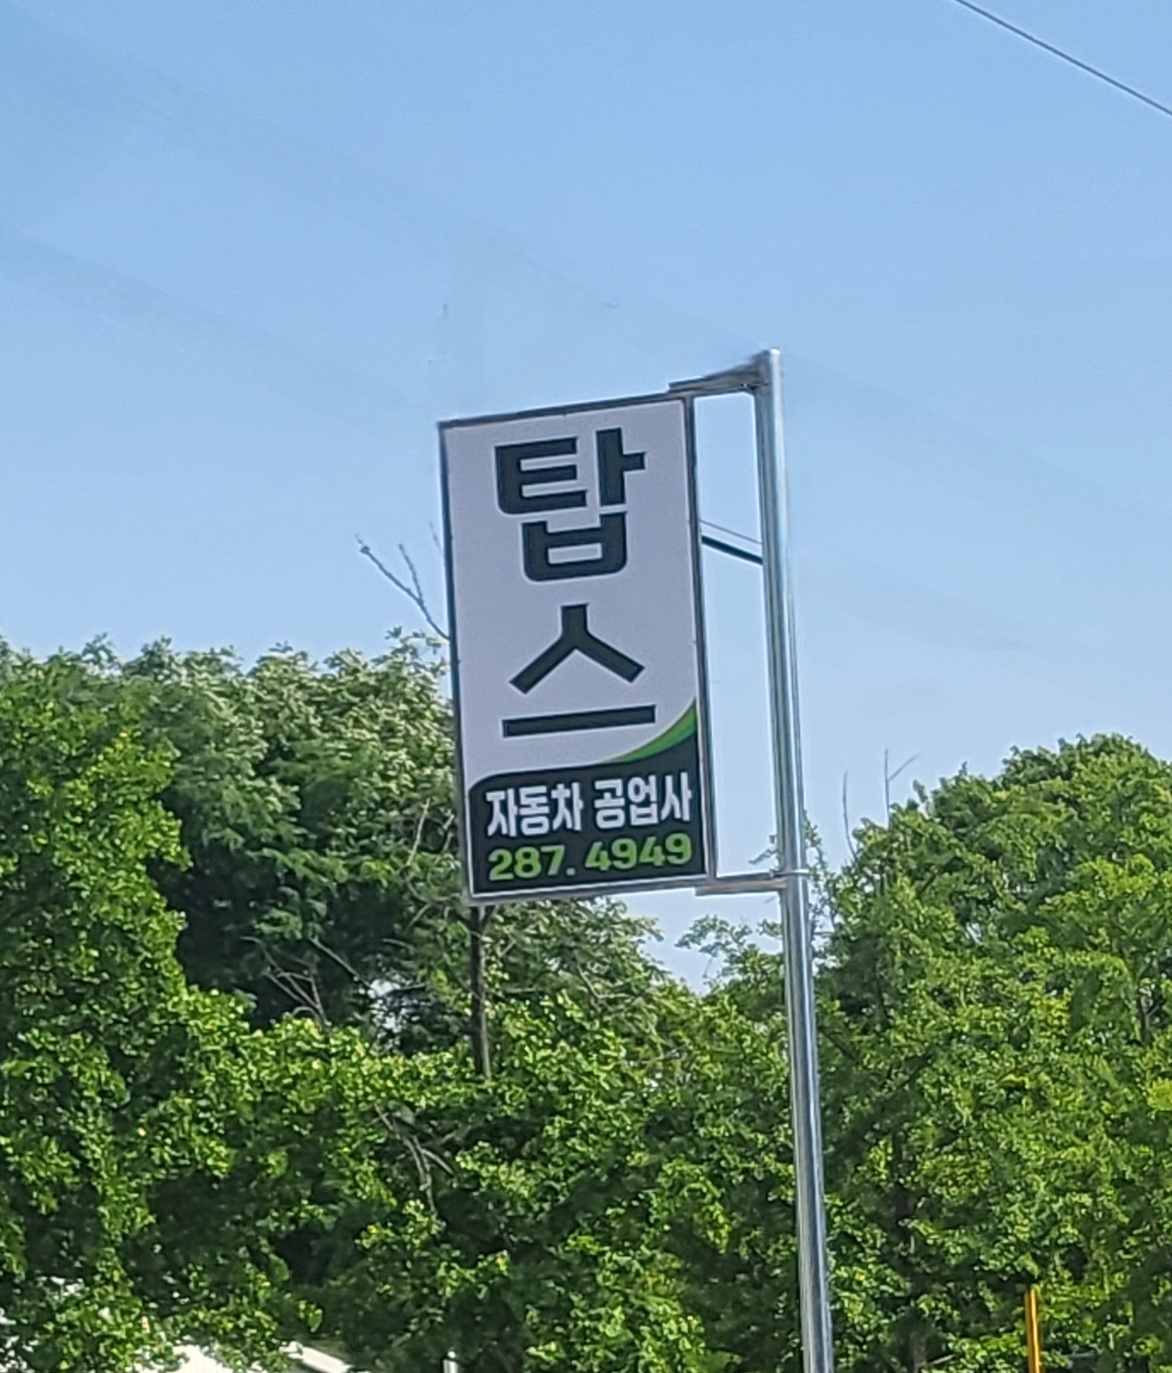 탑
스
자동차 공업사
287. 4949